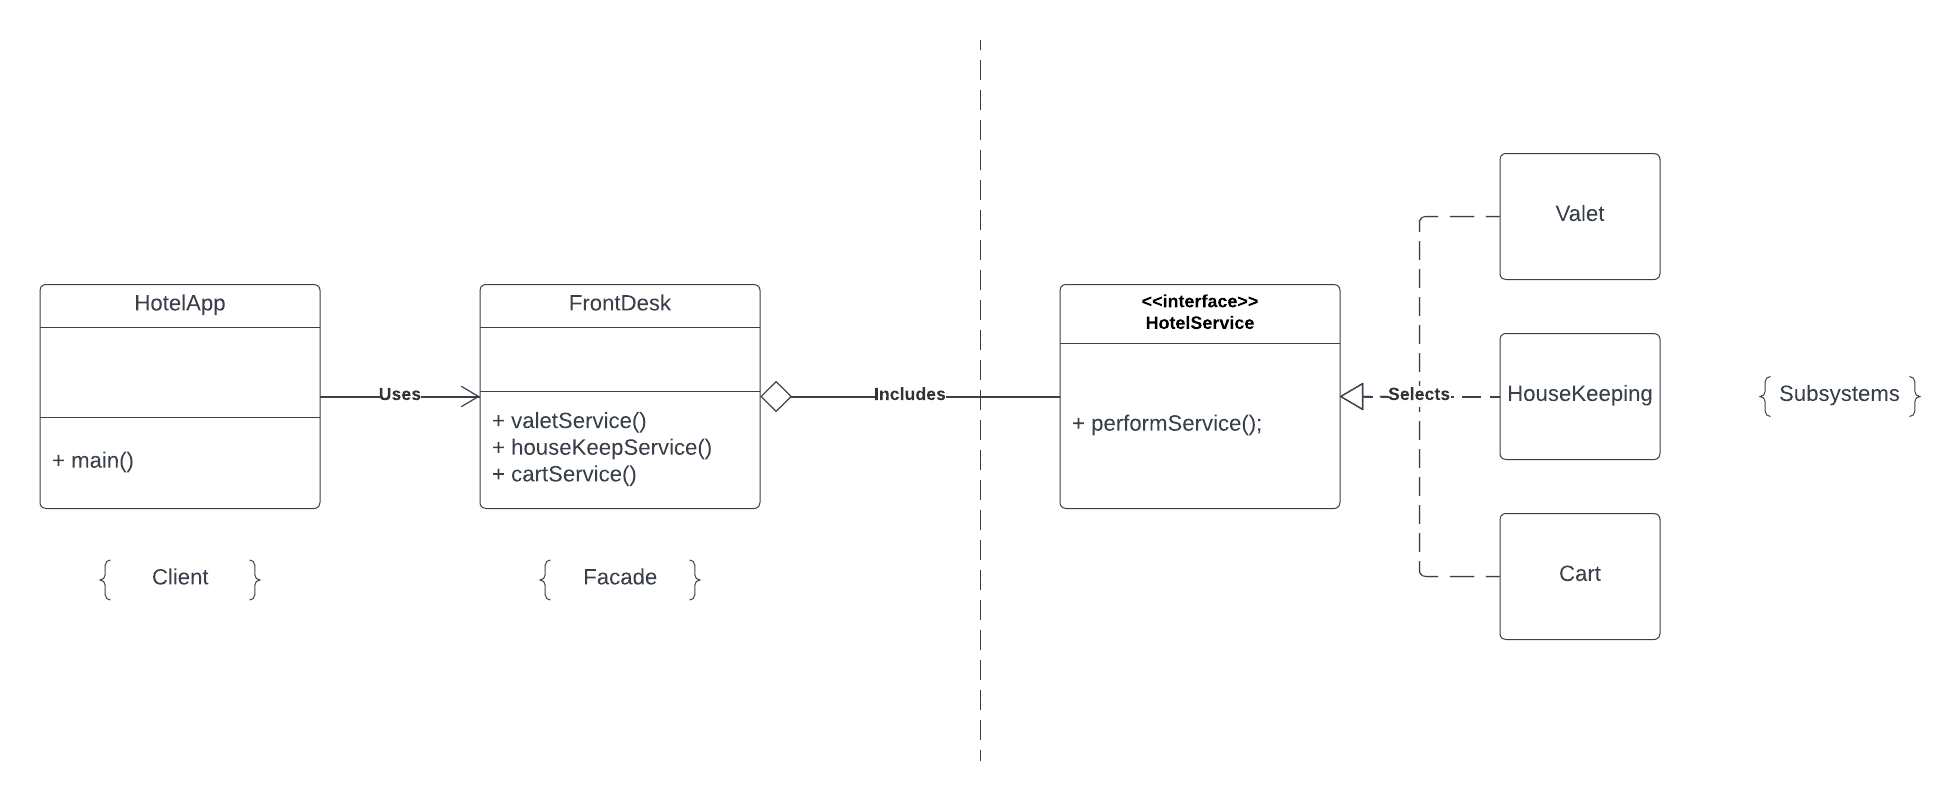 HotelApp
+ main()
{ Client }
Uses
FrontDesk
+ valetService()
+ houseKeepService()
+ cartService()
{ Facade }
Includes
<<interface>>
HotelService
+ performService();
Selects
Valet
HouseKeeping
Cart
{ Subsystems }